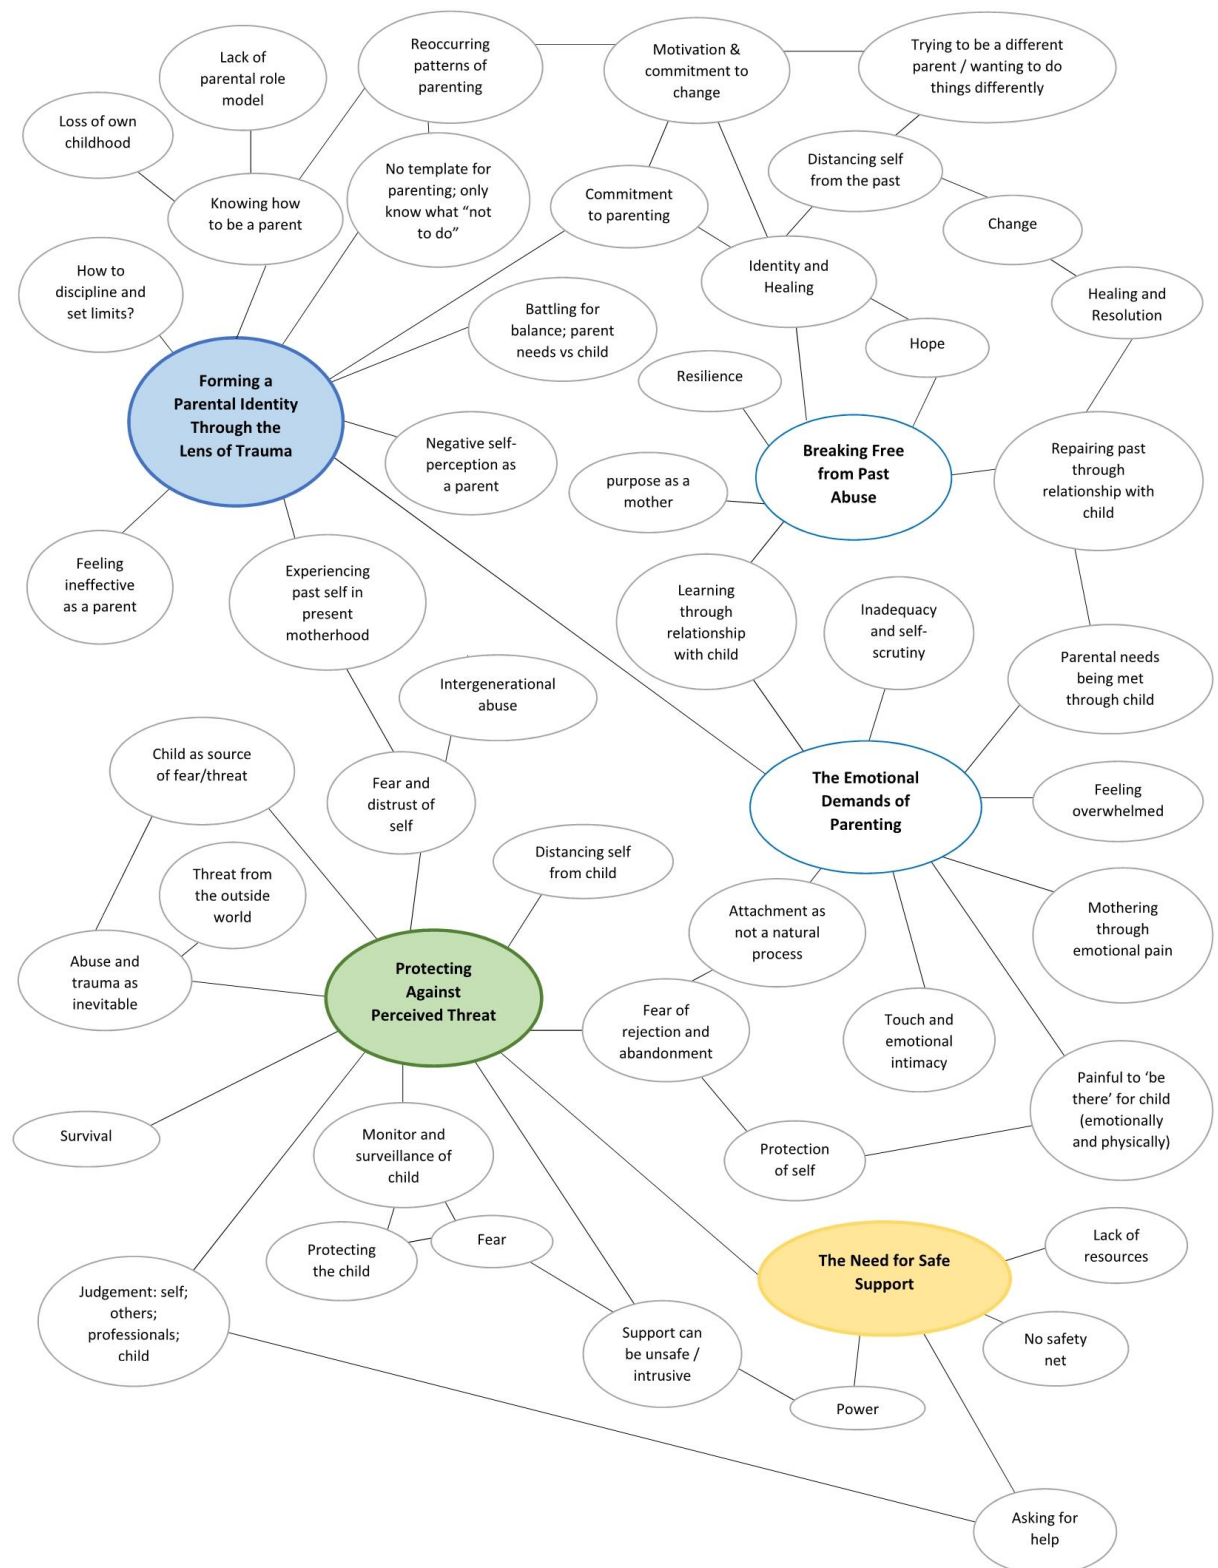 Lack of
parental role
model
Reoccurring
patterns of
parenting
Motivation &
commitment to
change
Trying to be a different
parent / wanting to do
things differently
Loss of own
childhood
Knowing how
to be a parent
No template for
parenting; only
know what “not
to do”
Commitment
to parenting
Distancing self
from the past
Change
How to
discipline and
set limits?
Identity and
Healing
Healing and
Resolution
Battling for
balance; parent
needs vs child
Hope
Resilience
Forming a
Parental Identity
Through the
Lens of Trauma
Negative self-
perception as
a parent
purpose as a
mother
Breaking Free
from Past
Abuse
Repairing past
through
relationship with
child
Feeling
ineffective
as a parent
Experiencing
past self in
present
motherhood
Learning
through
relationship
with child
Inadequacy
and self-
scrutiny
Parental needs
being met
through child
Intergenerational
abuse
Child as source
of fear/threat
Fear and
distrust of
self
The Emotional
Demands of
Parenting
Feeling
overwhelmed
Threat from
the outside
world
Distancing self
from child
Attachment as
not a natural
process
Mothering
through
emotional pain
Abuse and
trauma as
inevitable
Protecting
Against
Perceived Threat
Fear of
rejection and
abandonment
Touch and
emotional
intimacy
Painful to ‘be
there’ for child
(emotionally
and physically)
Survival
Monitor and
surveillance of
child
Protection
of self
Protecting
the child
Fear
The Need for Safe
Support
Lack of
resources
Judgement: self;
others;
professionals;
child
Support can
be unsafe /
intrusive
No safety
net
Power
Asking for
help